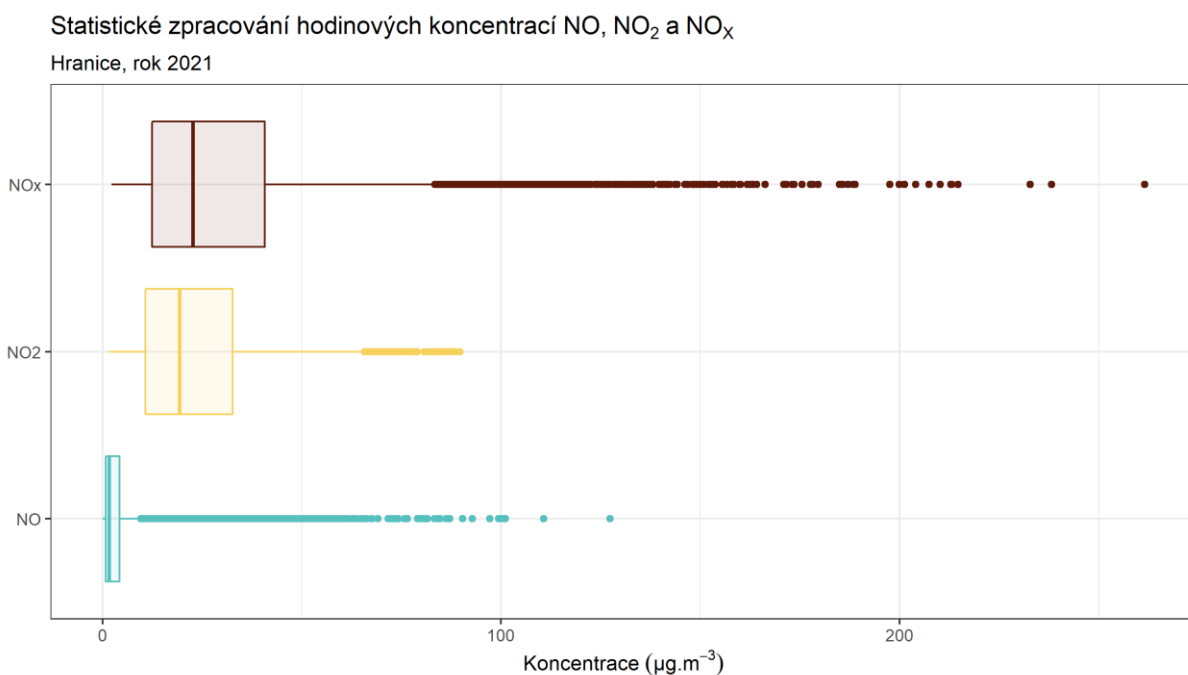 Statistické zpracování hodinových koncentrací NO, NO₂ a NOₓ
Hranice, rok 2021
NOx
NO2
NO
0 100 200
Koncentrace (µg.m⁻³)